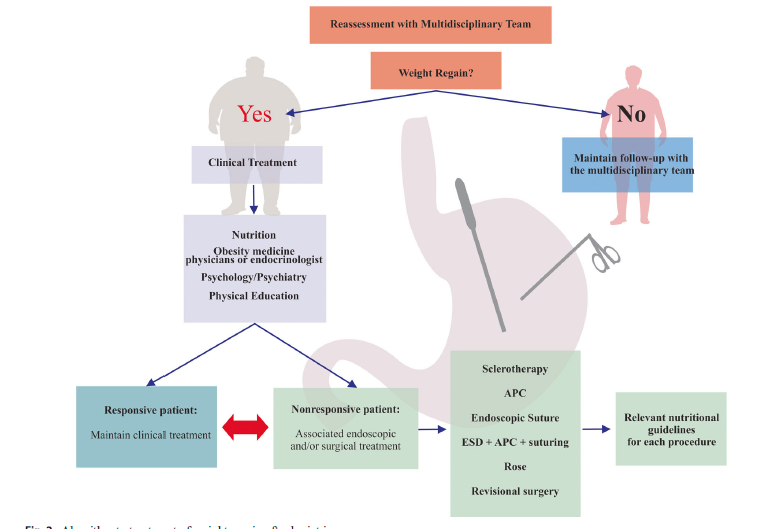 Reassessment with Multidisciplinary Team
Weight Regain?
Yes
No
Clinical Treatment
Maintain follow-up with
the multidisciplinary team
Nutrition
Obesity medicine
physicians or endocrinologist
Psychology/Psychiatry
Physical Education
Responsive patient:
Maintain clinical treatment
Nonresponsive patient:
Associated endoscopic
and/or surgical treatment
Sclerotherapy
APC
Endoscopic Suture
ESD + APC + suturing
Rose
Revisional surgery
Relevant nutritional
guidelines
for each procedure